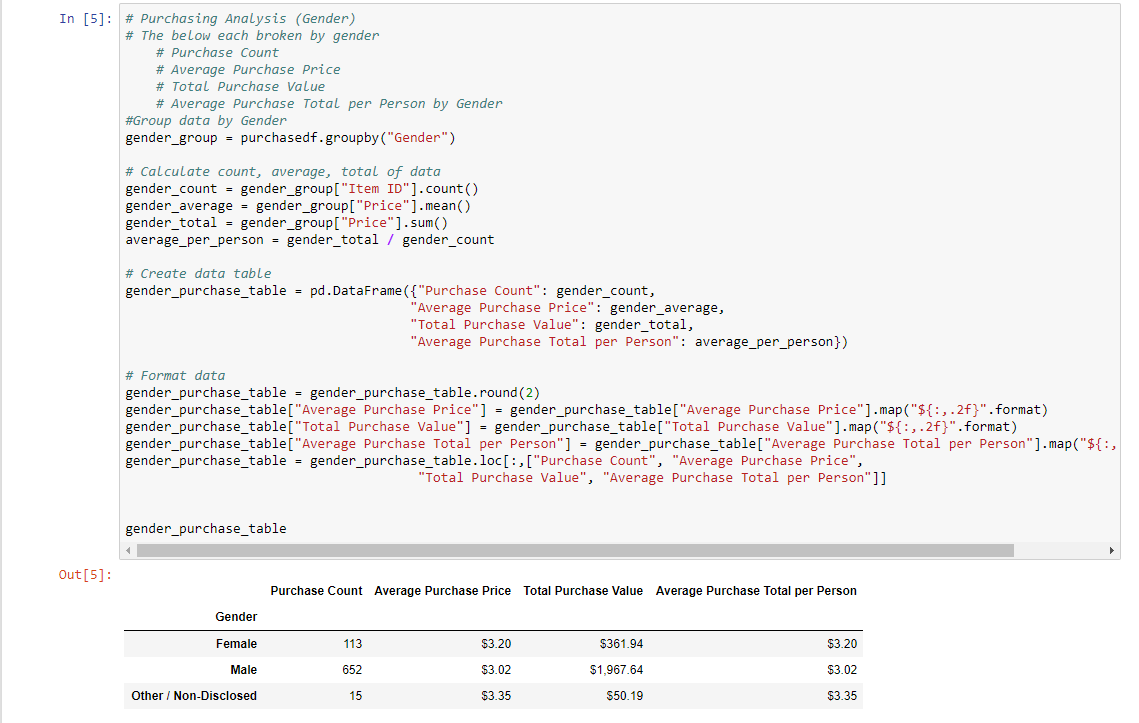 In [5]: # Purchasing Analysis (Gender)
# The below each broken by gender
    # Purchase Count
    # Average Purchase Price
    # Total Purchase Value
    # Average Purchase Total per Person by Gender
#Group data by Gender
gender_group = purchasedf.groupby("Gender")
# Calculate count, average, total of data
gender_count = gender_group["Item ID"].count()
gender_average = gender_group["Price"].mean()
gender_total = gender_group["Price"].sum()
average_per_person = gender_total / gender_count
# Create data table
gender_purchase_table = pd.DataFrame({"Purchase Count": gender_count,
                                     "Average Purchase Price": gender_average,
                                     "Total Purchase Value": gender_total,
                                     "Average Purchase Total per Person": average_per_person})
# Format data
gender_purchase_table = gender_purchase_table.round(2)
gender_purchase_table["Average Purchase Price"] = gender_purchase_table["Average Purchase Price"].map("${:,.2f}".format)
gender_purchase_table["Total Purchase Value"] = gender_purchase_table["Total Purchase Value"].map("${:,.2f}".format)
gender_purchase_table["Average Purchase Total per Person"] = gender_purchase_table["Average Purchase Total per Person"].map("${:,
gender_purchase_table = gender_purchase_table.loc[:,["Purchase Count", "Average Purchase Price",
                                      "Total Purchase Value", "Average Purchase Total per Person"]]
gender_purchase_table
Out[5]:
Purchase Count Average Purchase Price Total Purchase Value Average Purchase Total per Person
Gender
Female 113 $3.20 $361.94 $3.20
Male 652 $3.02 $1,967.64 $3.02
Other / Non-Disclosed 15 $3.35 $50.19 $3.35